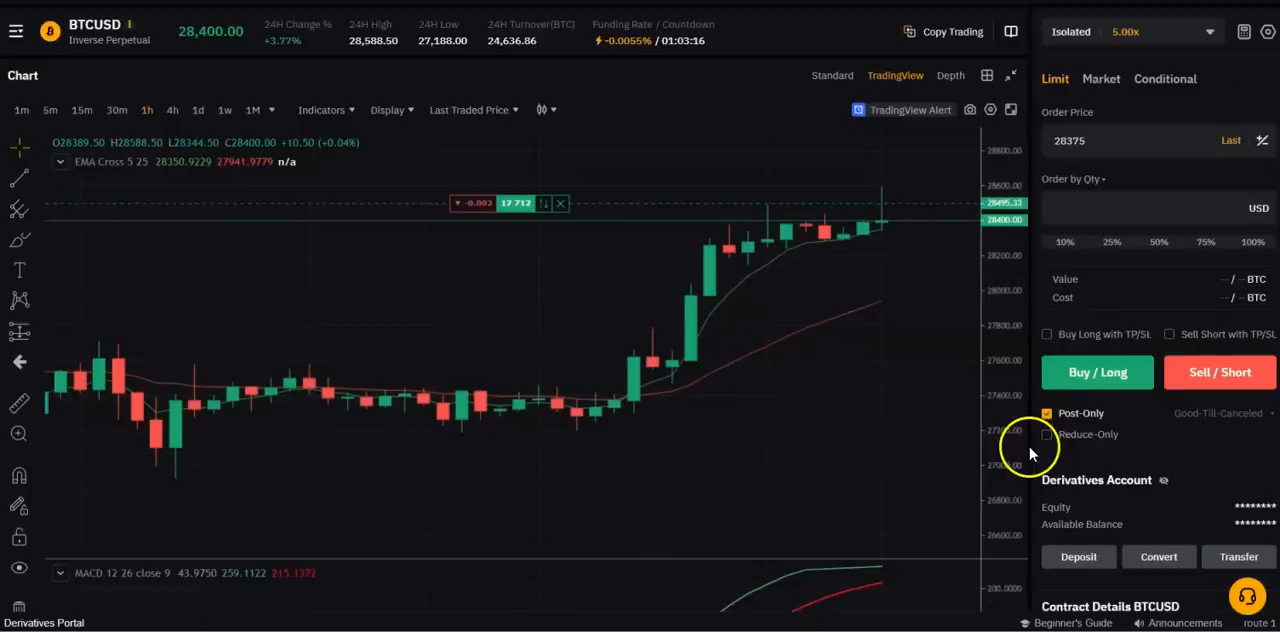 BTCUSD
Inverse Perpetual
28,400.00
24H Change %
+3.77%
24H High
28,588.50
24H Low
27,188.00
24H Turnover(BTC)
24,636.86
Funding Rate / Countdown
-0.0055% / 01:03:16
Copy Trading
Isolated 5.00x
Chart
Standard TradingView Depth
1m 5m 15m 30m 1h 4h 1d 1w 1M Indicators Display Last Traded Price
TradingView Alert
O28389.50 H28588.50 L28344.50 C28400.00 +10.50 (+0.04%)
EMA Cross 5 25 28350.9229 27941.9779 n/a
-0.002 17 712
28800.00
28600.00
28495.33
28400.00
28200.00
28000.00
27800.00
27600.00
27400.00
27200.00
27000.00
26800.00
26600.00
MACD 12 26 close 9 43.9750 259.1122 215.1372
200.0000
Limit Market Conditional
Order Price
28375 Last
Order by Qty
USD
10% 25% 50% 75% 100%
Value -- / -- BTC
Cost -- / -- BTC
Buy Long with TP/SL Sell Short with TP/SL
Buy / Long Sell / Short
Post-Only Good-Till-Canceled
Reduce-Only
Derivatives Account
Equity ********
Available Balance ********
Deposit Convert Transfer
Contract Details BTCUSD
Derivatives Portal
Beginner's Guide Announcements route 1